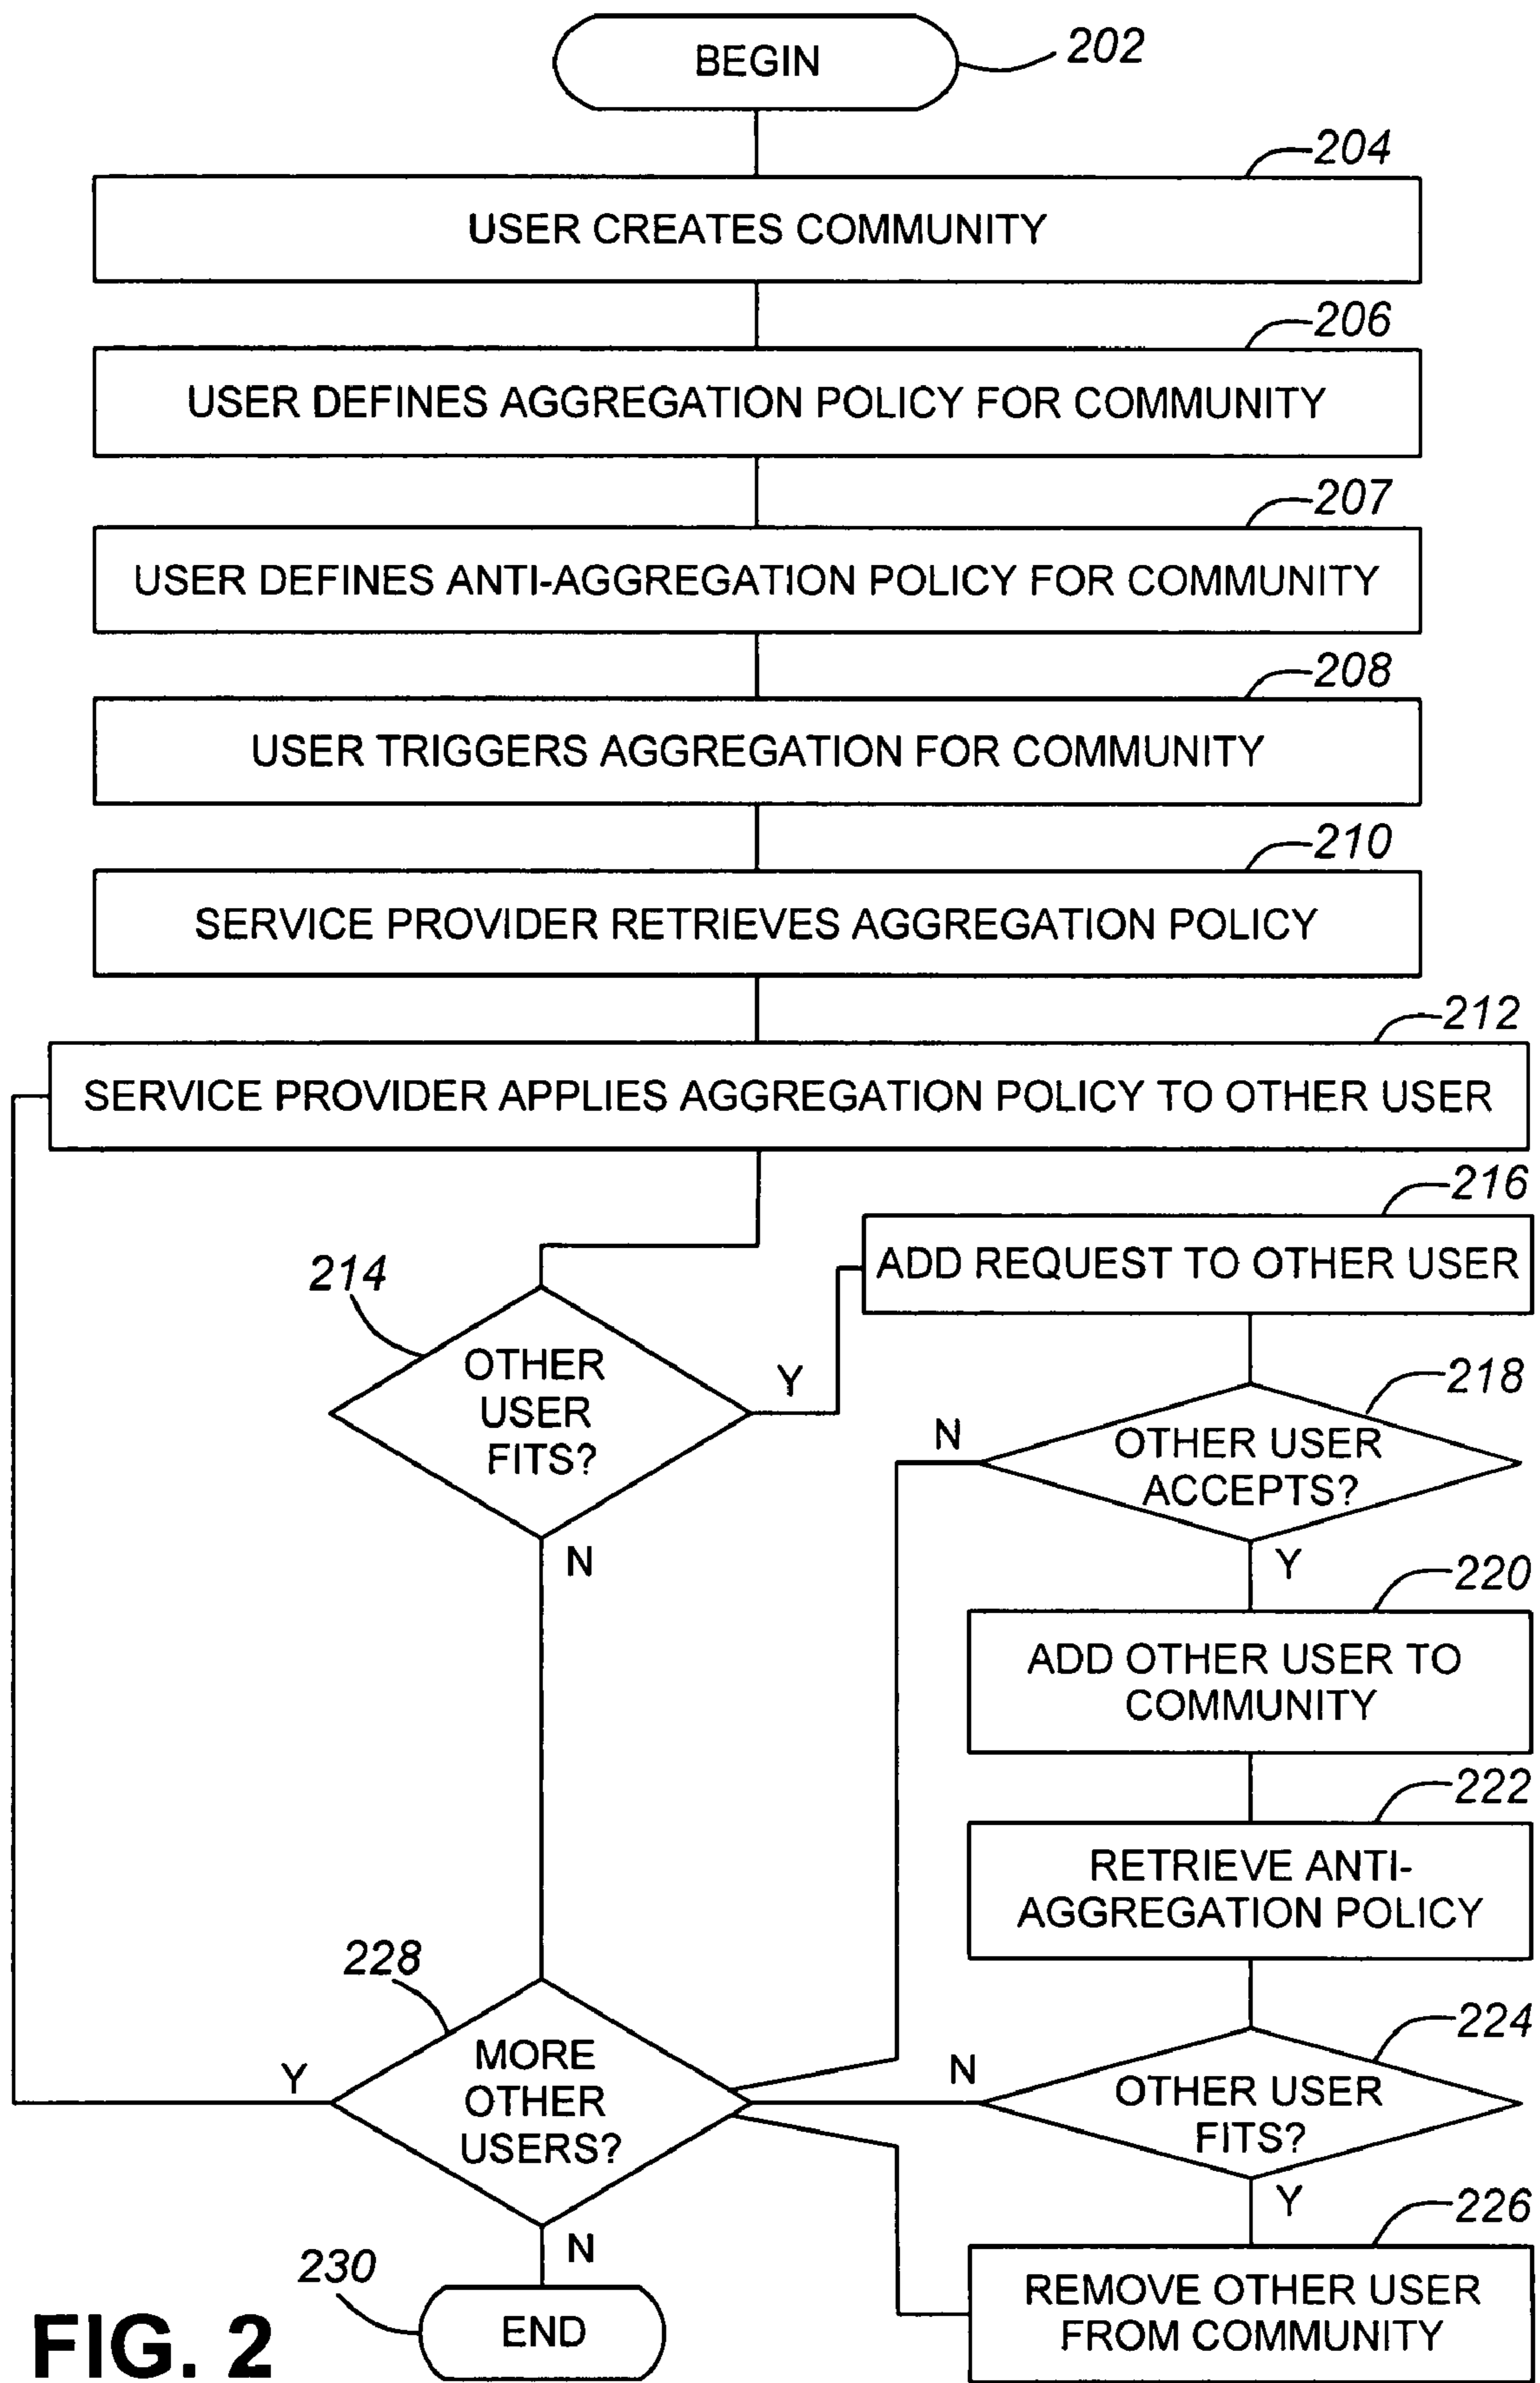 BEGIN
202
204
USER CREATES COMMUNITY
206
USER DEFINES AGGREGATION POLICY FOR COMMUNITY
207
USER DEFINES ANTI-AGGREGATION POLICY FOR COMMUNITY
208
USER TRIGGERS AGGREGATION FOR COMMUNITY
210
SERVICE PROVIDER RETRIEVES AGGREGATION POLICY
212
SERVICE PROVIDER APPLIES AGGREGATION POLICY TO OTHER USER
214
OTHER
USER
FITS?
Y
N
216
ADD REQUEST TO OTHER USER
218
OTHER USER
ACCEPTS?
N
Y
220
ADD OTHER USER TO
COMMUNITY
222
RETRIEVE ANTI-
AGGREGATION POLICY
224
OTHER USER
FITS?
N
Y
226
REMOVE OTHER USER
FROM COMMUNITY
228
MORE
OTHER
USERS?
Y
N
230
END
FIG. 2